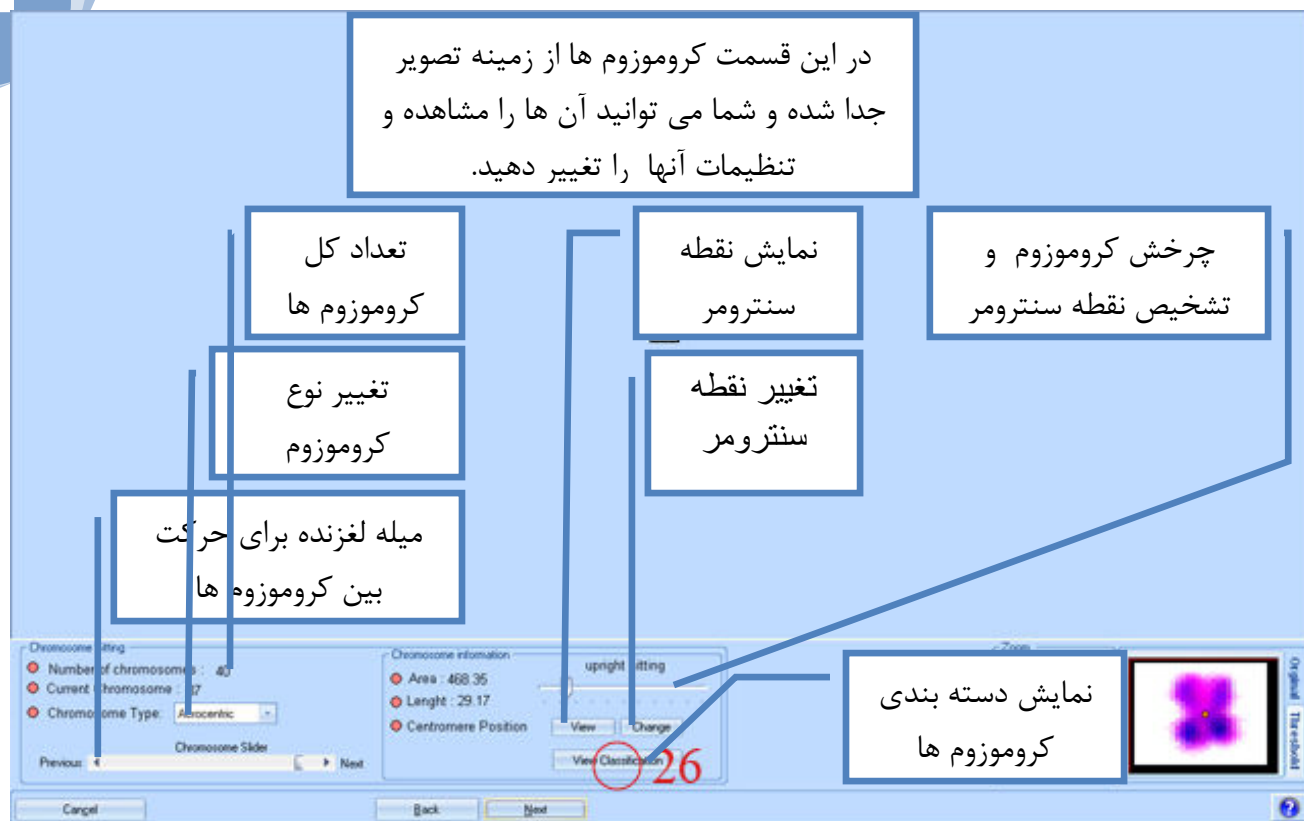 در این قسمت کروموزوم ها از زمینه تصویر
جدا شده و شما می توانید آن ها را مشاهده و
تنظیمات آنها را تغییر دهید.
چرخش کروموزوم و
تشخیص نقطه سنترومر
نمایش نقطه
سنترومر
تعداد کل
کروموزوم ها
تغییر نقطه
سنترومر
تغییر نوع
کروموزوم
میله لغزنده برای حرکت
بین کروموزوم ها
نمایش دسته بندی
کروموزوم ها
Number of chromosomes : 40
Current Chromosome : 37
Chromosome Type: Acrocentric
Chromosome Slider
Previous
Next
Chromosome information
Area : 468.35
Lenght : 29.17
Centromere Position
upright sitting
View
Change
View Classification
26
Zoom
Orginal
Threshold
Cancel
Back
Next
?